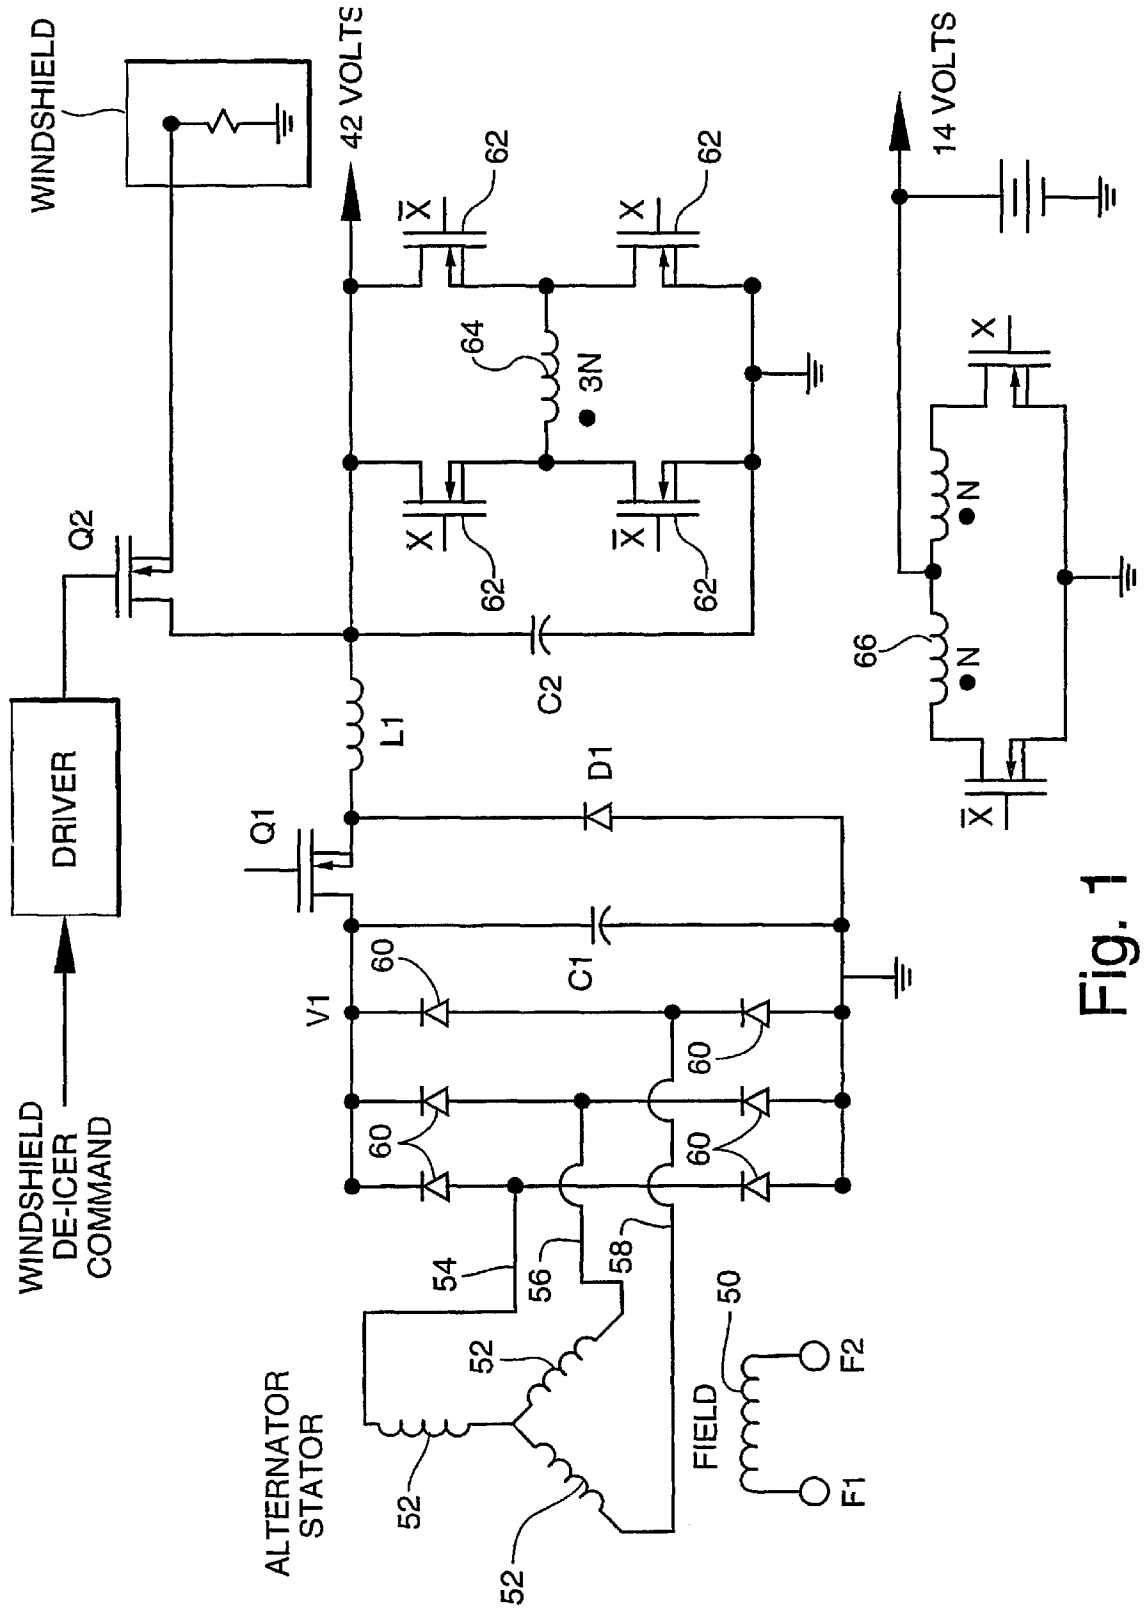 WINDSHIELD
DE-ICER
COMMAND
DRIVER
Q2
WINDSHIELD
ALTERNATOR
STATOR
V1
Q1
L1
42 VOLTS
52
52
52
54
56
58
60
60
60
60
C1
D1
C2
X
X̅
X̅
X
62
62
62
62
64
3N
FIELD
50
F1
F2
66
N
N
X̅
X
14 VOLTS
Fig. 1